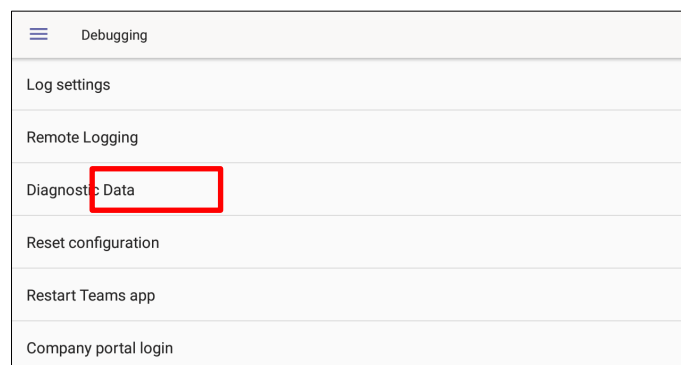 Debugging
Log settings
Remote Logging
Diagnostic Data
Reset configuration
Restart Teams app
Company portal login